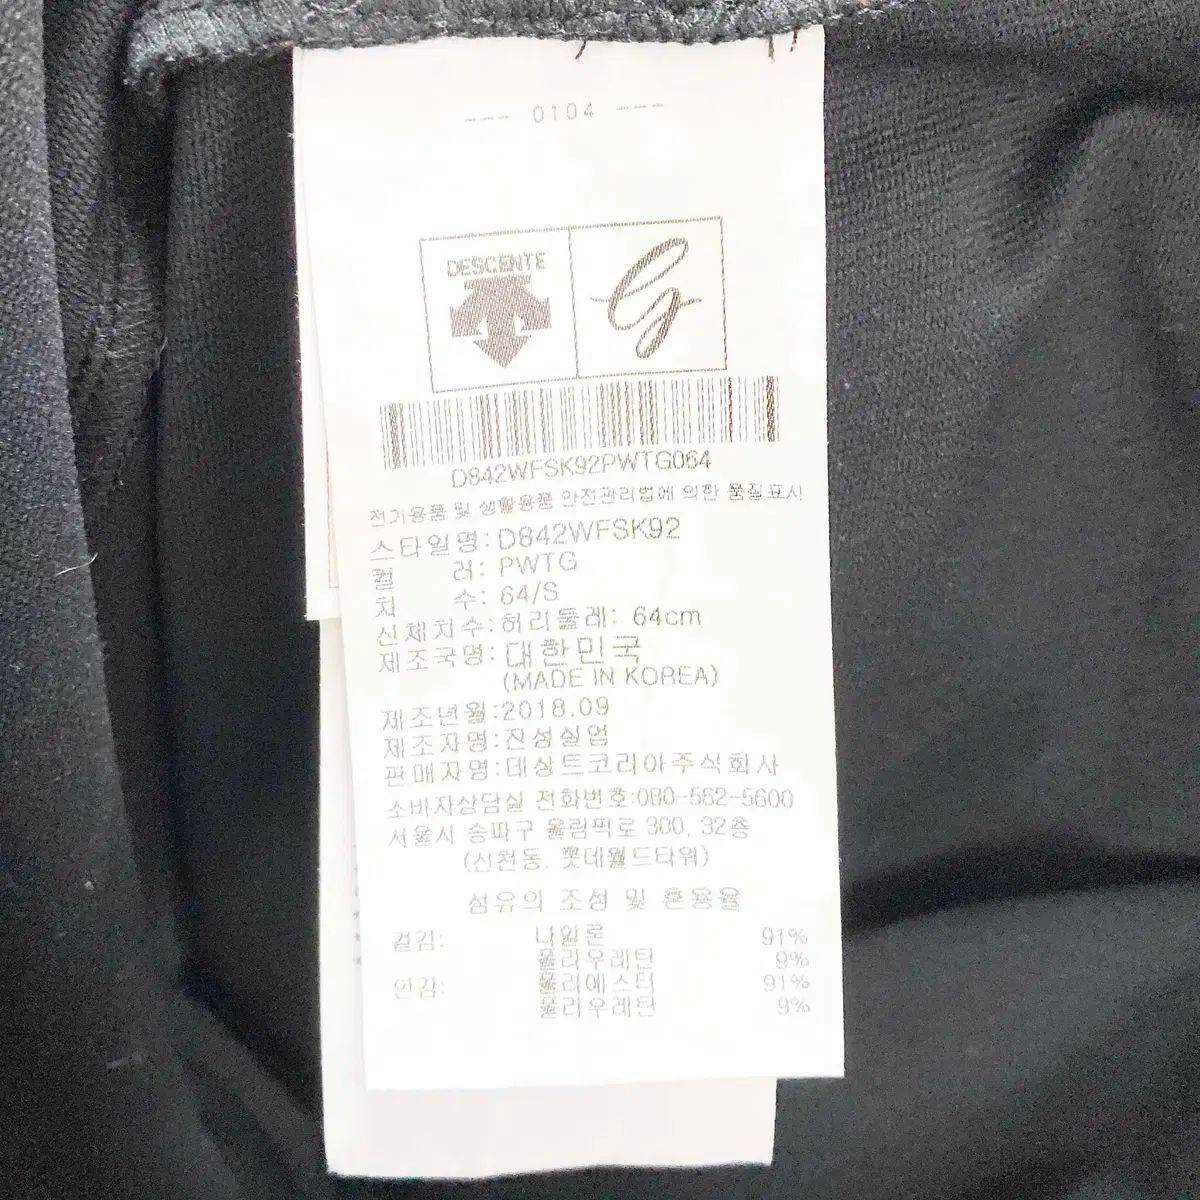 --- 0104 ---
DESCENTE
G
D842WFSK92PWTG064
전기용품 및 생활용품 안전관리법에 의한 품질표시
스타일명: D842WFSK92
컬 러: PWTG
치 수: 64/S
신체치수: 허리둘레: 64cm
제조국명: 대한민국
(MADE IN KOREA)
제조년월: 2018.09
제조자명: 진성실업
판매자명: 데상트코리아주식회사
소비자상담실 전화번호: 080-562-5600
서울시 송파구 올림픽로 300, 32층
(신천동, 롯데월드타워)
섬유의 조성 및 혼용율
겉감: 나일론 91%
폴리우레탄 9%
안감: 폴리에스터 91%
폴리우레탄 9%